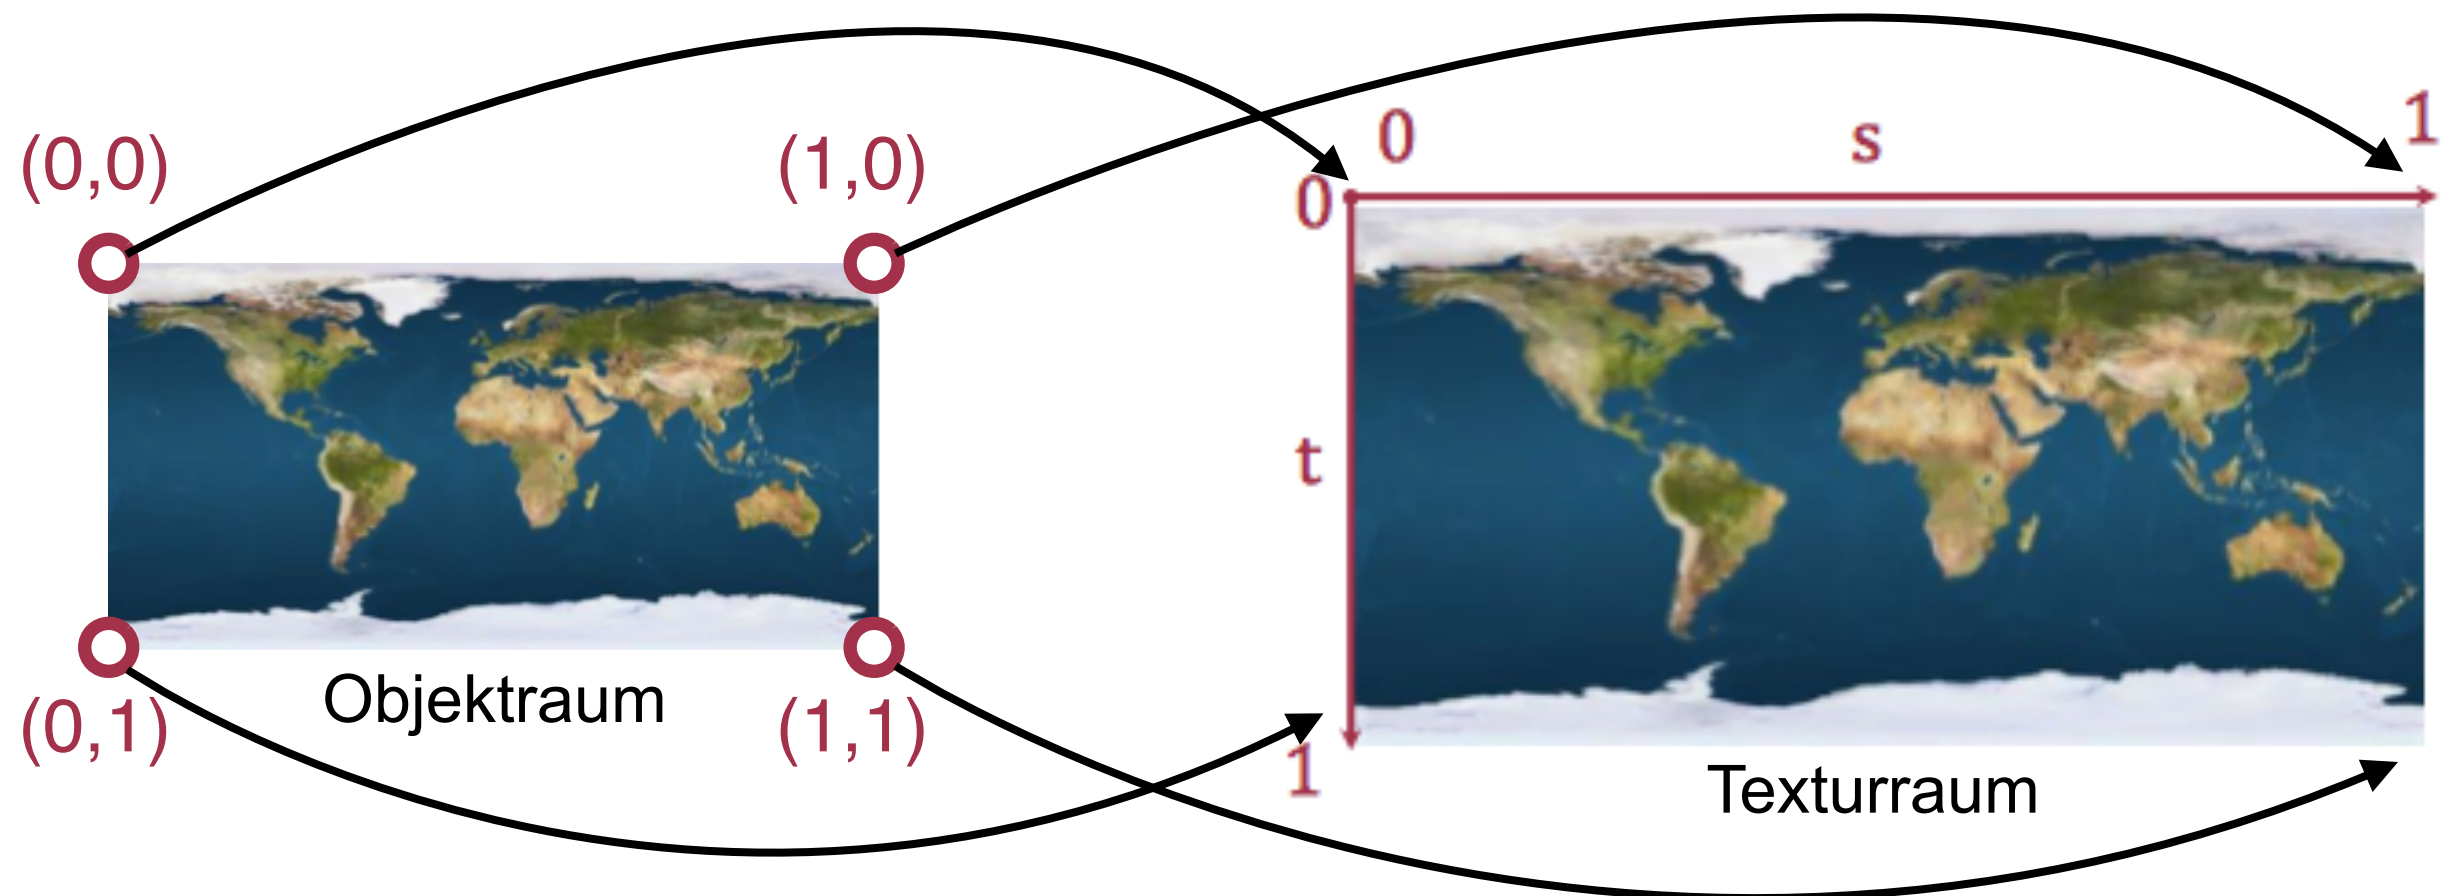 (0,0)
(1,0)
(0,1)
(1,1)
Objektraum
0
s
1
0
t
1
Texturraum